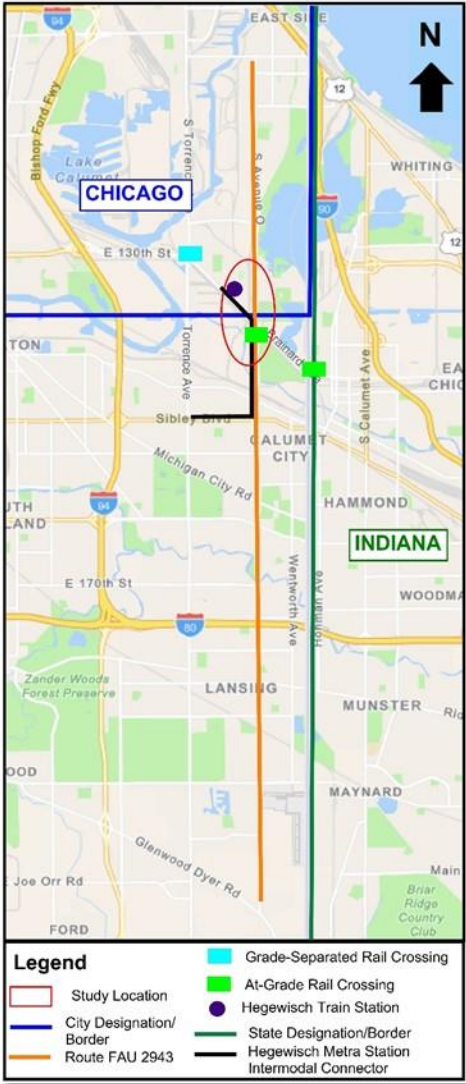 EAST SIDE
94
N
12
Bishop Ford Fwy
S Torrenc
S Avenue O
Lake
Calumet
WHITING
CHICAGO
90
12
E 130th St
TON
Torrence Ave
Brainard
S Calumet Ave
EA
CHIC
Sibley Blvd
CALUMET
CITY
Michigan City Rd
94
UTH
LAND
HAMMOND
INDIANA
E 170th St
Wentworth Ave
Hohman Ave
WOODMA
80
Zander Woods
Forest Preserve
LANSING
MUNSTER
Rid
OOD
MAYNARD
Glenwood Dyer Rd
Main
E Joe Orr Rd
Briar
Ridge
Country
Club
FORD
Legend
Study Location
City Designation/
Border
Route FAU 2943
Grade-Separated Rail Crossing
At-Grade Rail Crossing
Hegewisch Train Station
State Designation/Border
Hegewisch Metra Station
Intermodal Connector